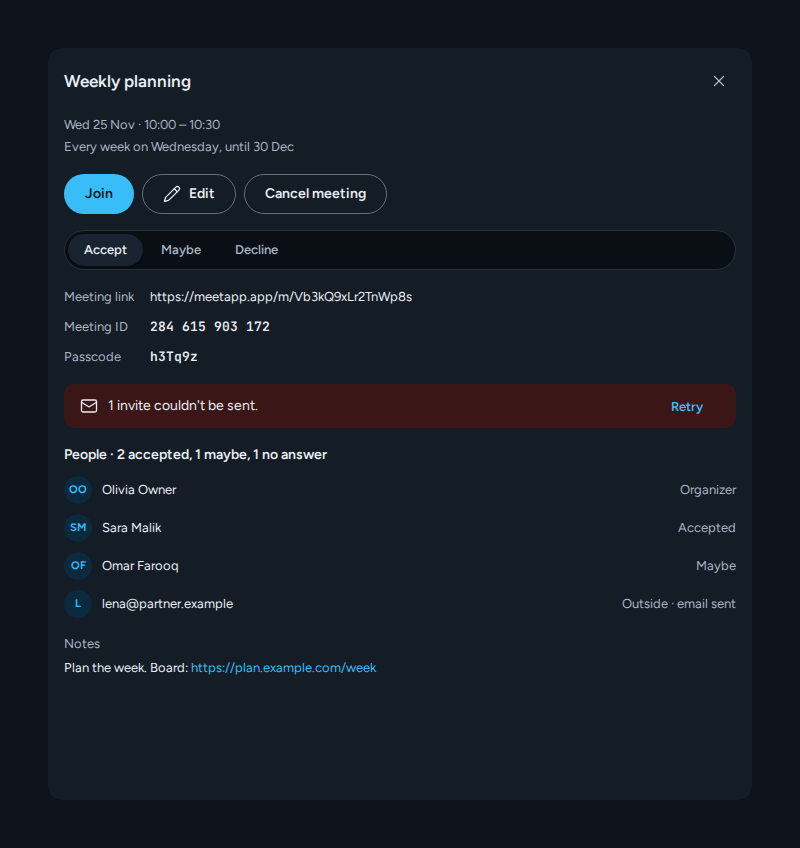 Weekly planning
Wed 25 Nov · 10:00 – 10:30
Every week on Wednesday, until 30 Dec
Join Edit Cancel meeting
Accept Maybe Decline
Meeting link https://meetapp.app/m/Vb3kQ9xLr2TnWp8s
Meeting ID 284 615 903 172
Passcode h3Tq9z
1 invite couldn't be sent. Retry
People · 2 accepted, 1 maybe, 1 no answer
OO Olivia Owner Organizer
SM Sara Malik Accepted
OF Omar Farooq Maybe
L lena@partner.example Outside · email sent
Notes
Plan the week. Board: https://plan.example.com/week